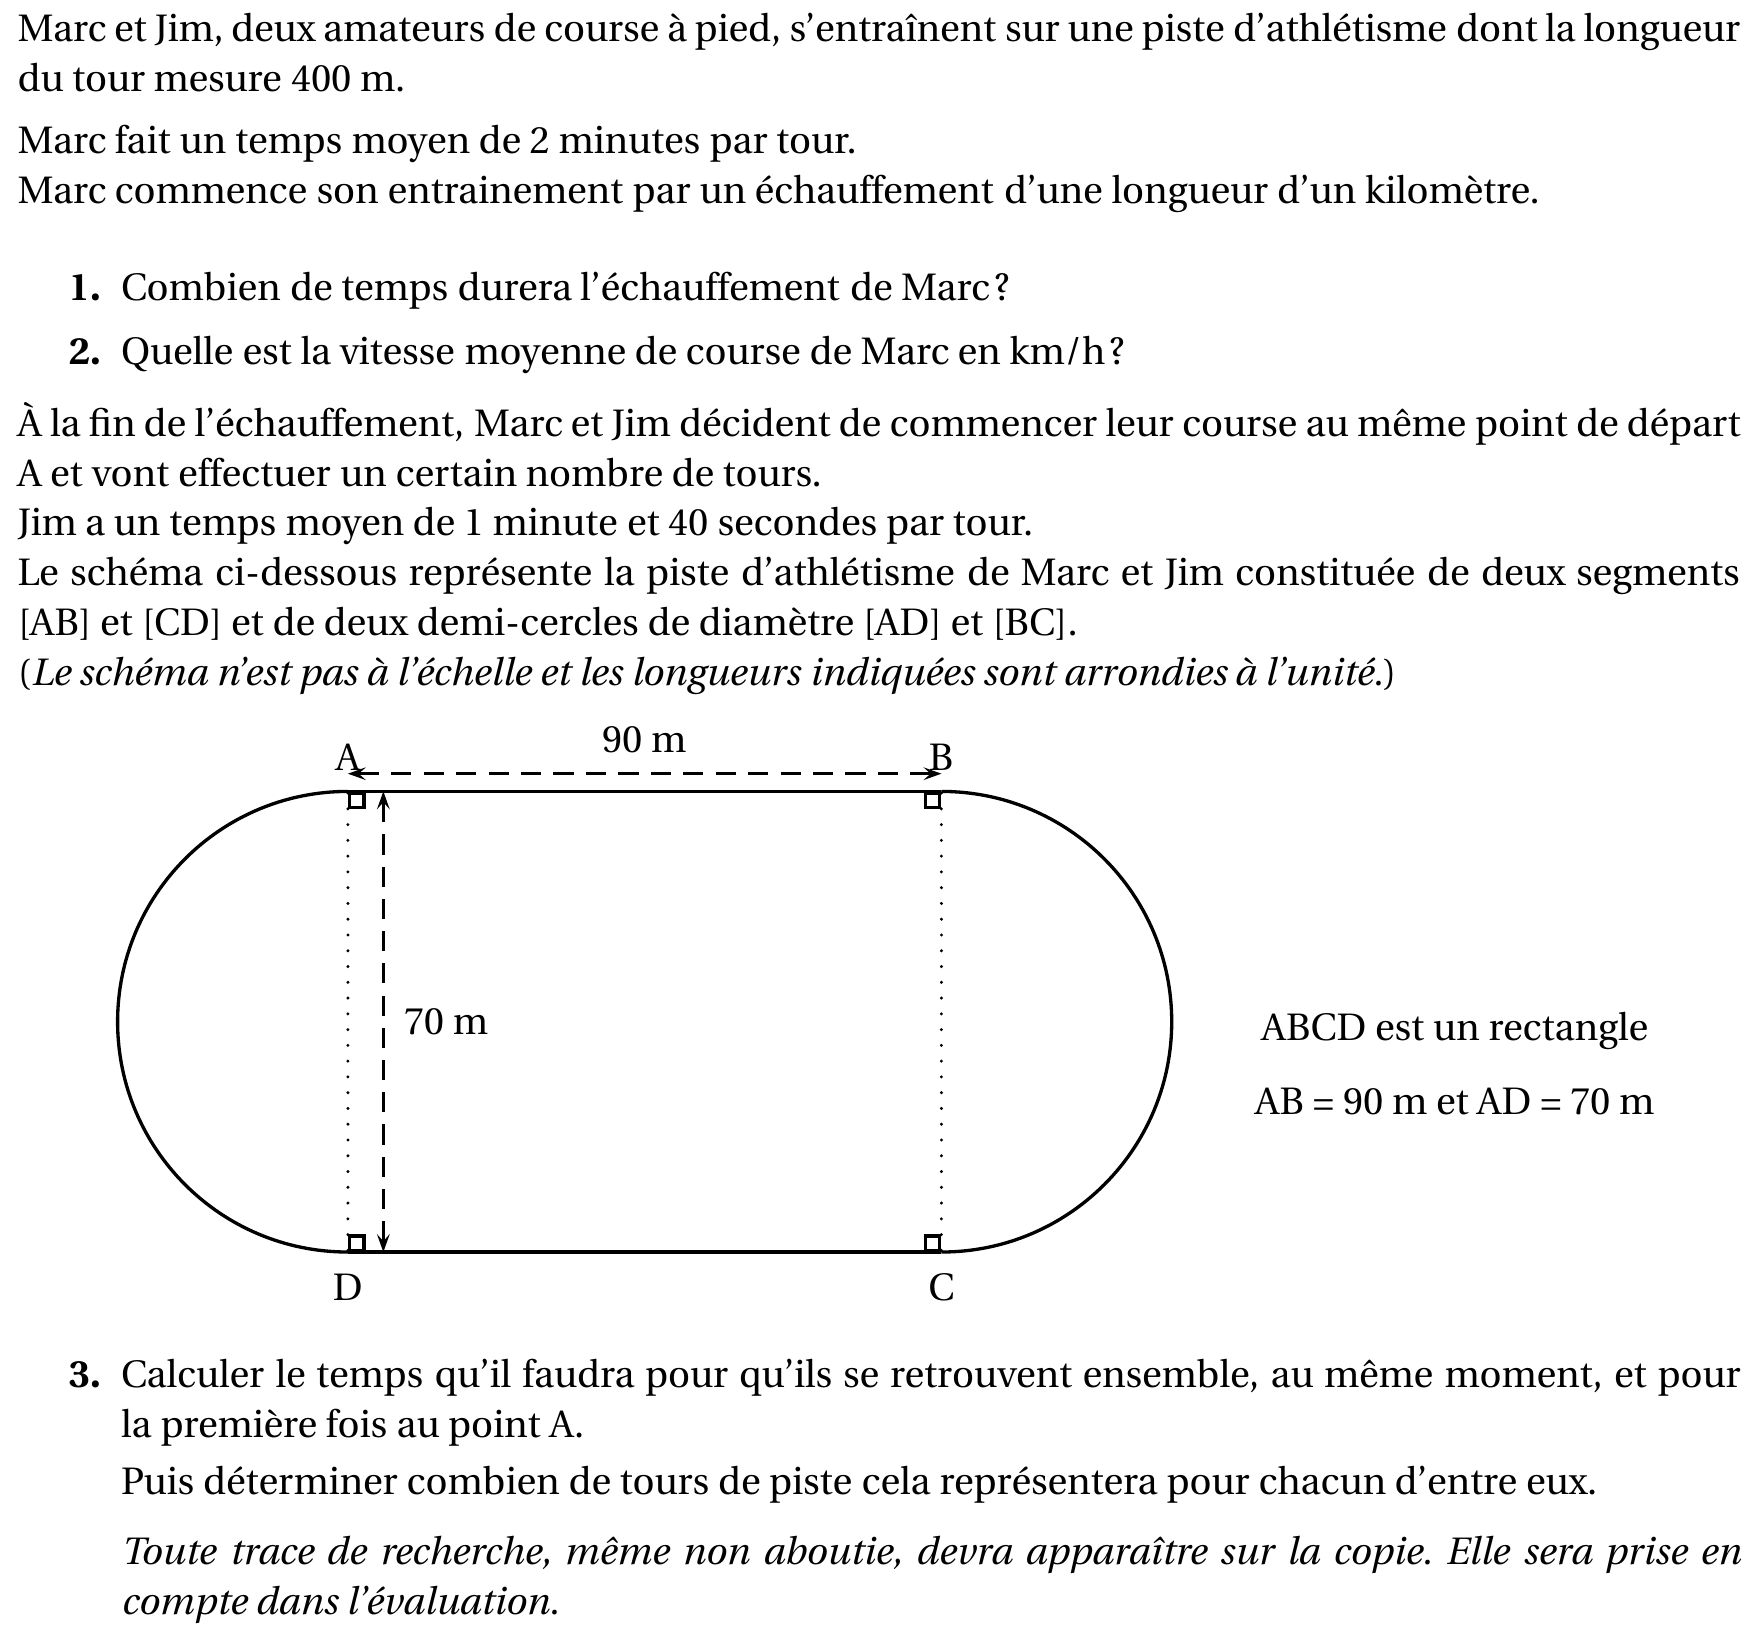 Marc et Jim, deux amateurs de course à pied, s’entraînent sur une piste d’athlétisme dont la longueur
du tour mesure 400 m.
Marc fait un temps moyen de 2 minutes par tour.
Marc commence son entrainement par un échauffement d’une longueur d’un kilomètre.
1. Combien de temps durera l’échauffement de Marc ?
2. Quelle est la vitesse moyenne de course de Marc en km/h ?
À la fin de l’échauffement, Marc et Jim décident de commencer leur course au même point de départ
A et vont effectuer un certain nombre de tours.
Jim a un temps moyen de 1 minute et 40 secondes par tour.
Le schéma ci-dessous représente la piste d’athlétisme de Marc et Jim constituée de deux segments
[AB] et [CD] et de deux demi-cercles de diamètre [AD] et [BC].
(Le schéma n’est pas à l’échelle et les longueurs indiquées sont arrondies à l’unité.)
90 m
A B
70 m
ABCD est un rectangle
AB = 90 m et AD = 70 m
D C
3. Calculer le temps qu’il faudra pour qu’ils se retrouvent ensemble, au même moment, et pour
la première fois au point A.
Puis déterminer combien de tours de piste cela représentera pour chacun d’entre eux.
Toute trace de recherche, même non aboutie, devra apparaître sur la copie. Elle sera prise en
compte dans l’évaluation.